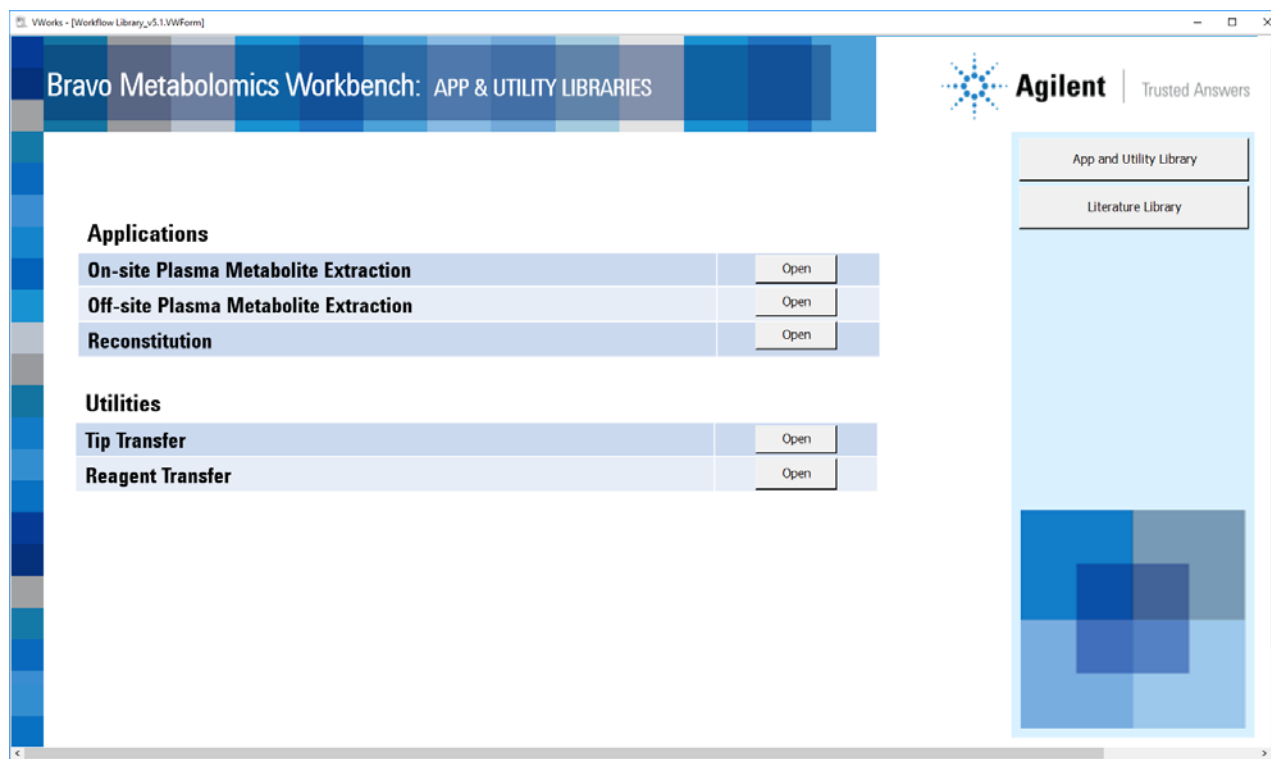 VWorks - [Workflow Library_v5.1.VWForm]
Bravo Metabolomics Workbench: APP & UTILITY LIBRARIES
Agilent | Trusted Answers
App and Utility Library
Literature Library
Applications
On-site Plasma Metabolite Extraction Open
Off-site Plasma Metabolite Extraction Open
Reconstitution Open
Utilities
Tip Transfer Open
Reagent Transfer Open